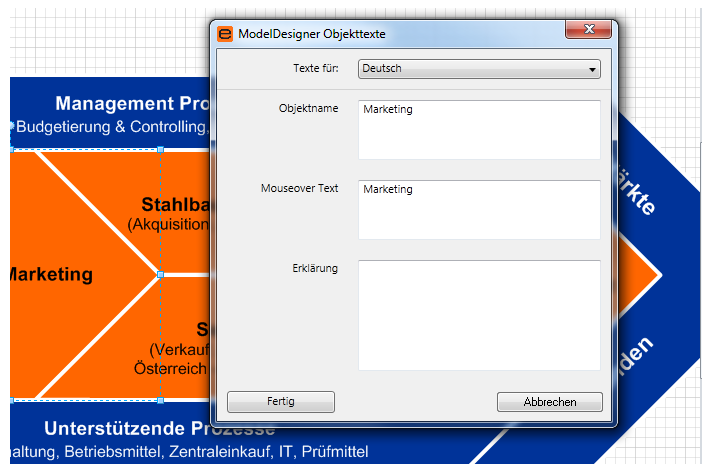 ModelDesigner Objekttexte
Texte für:
Deutsch
Objektname
Marketing
Mouseover Text
Marketing
Erklärung
Fertig
Abbrechen
Management
Budgetierung & Controlling,
Stahlba
(Akquisition
Marketing
(Verkauf
Österreich
ärkte
nden
Unterstützende Prozesse
haltung, Betriebsmittel, Zentraleinkauf, IT, Prüfmittel